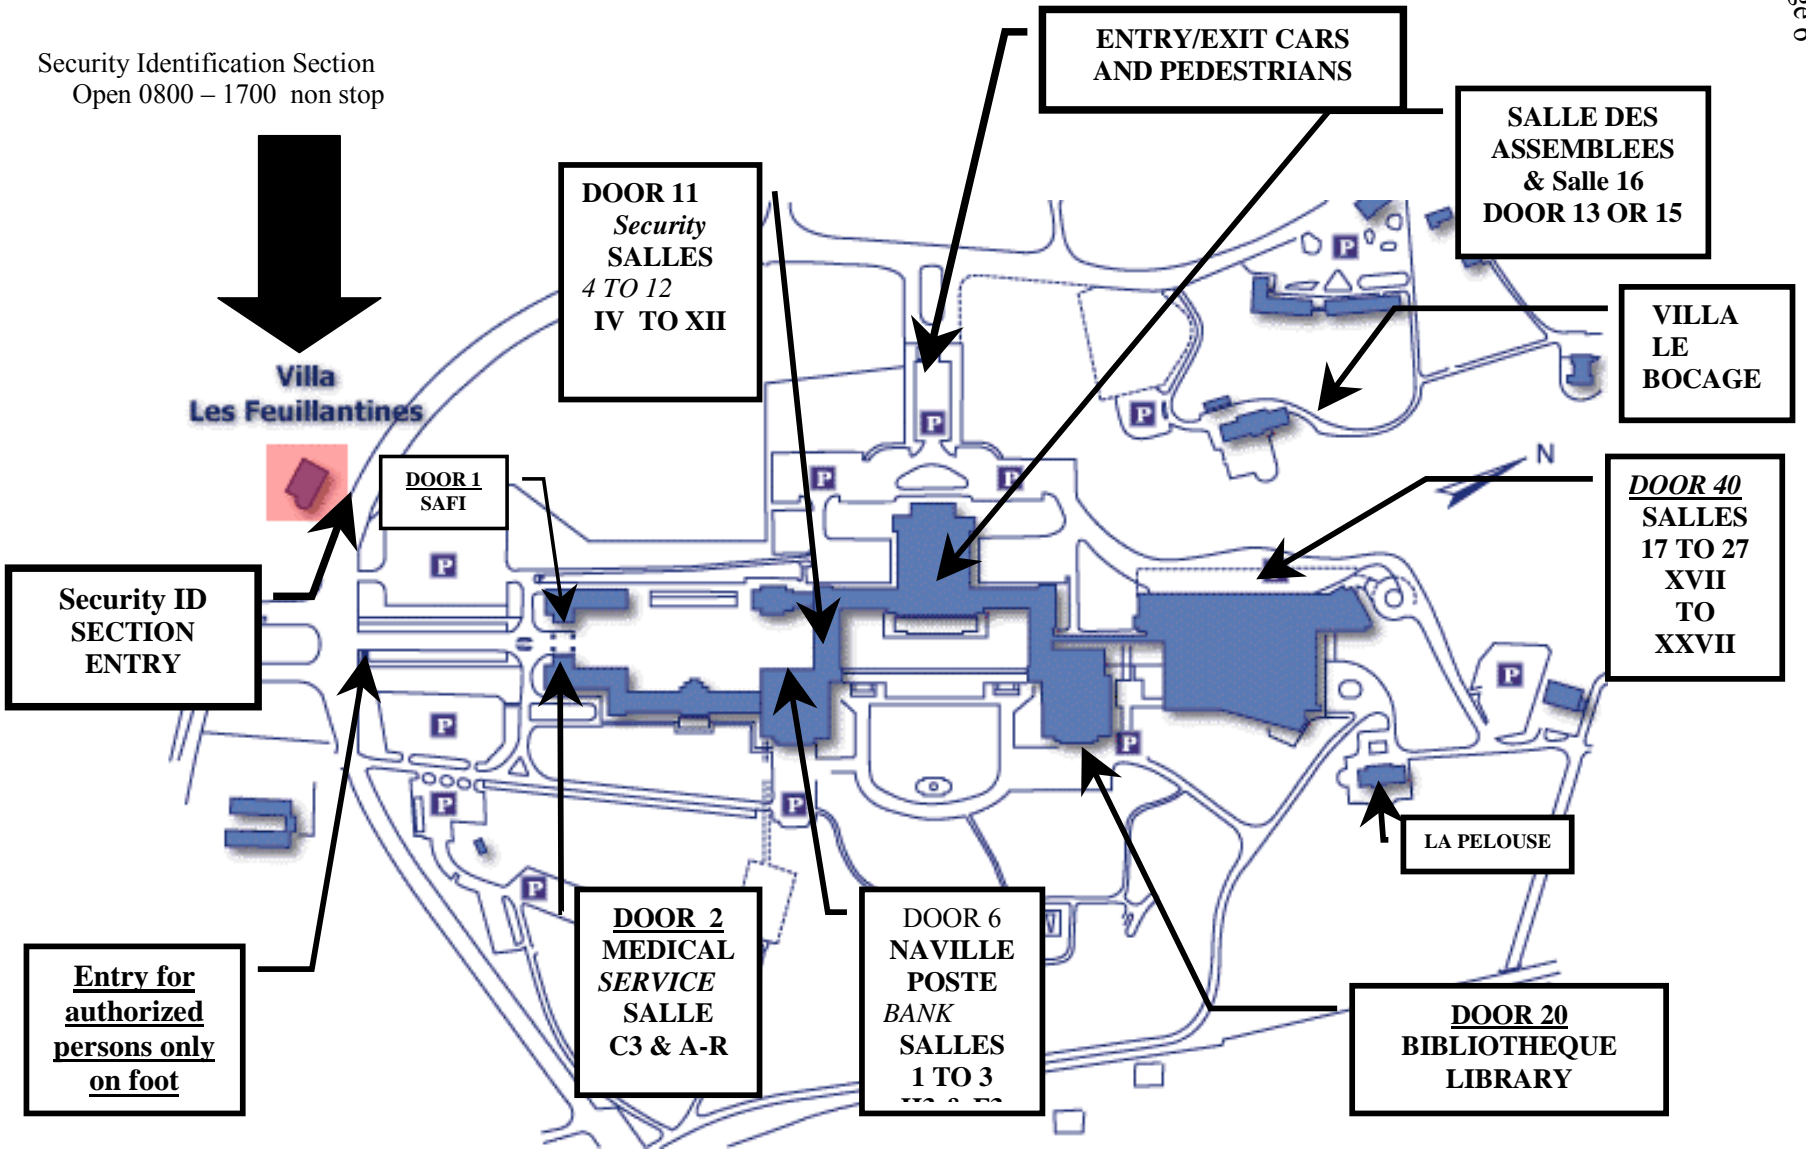 Security Identification Section
Open 0800 – 1700 non stop
ENTRY/EXIT CARS
AND PEDESTRIANS
SALLE DES
ASSEMBLEES
& Salle 16
DOOR 13 OR 15
DOOR 11
Security
SALLES
4 TO 12
IV TO XII
VILLA
LE
BOCAGE
Villa
Les Feuillantines
DOOR 1
SAFI
P
P
P
P
P
P
P
P
P
P
P
P
N
DOOR 40
SALLES
17 TO 27
XVII
TO
XXVII
Security ID
SECTION
ENTRY
LA PELOUSE
Entry for
authorized
persons only
on foot
DOOR 2
MEDICAL
SERVICE
SALLE
C3 & A-R
DOOR 6
NAVILLE
POSTE
BANK
SALLES
1 TO 3
DOOR 20
BIBLIOTHEQUE
LIBRARY